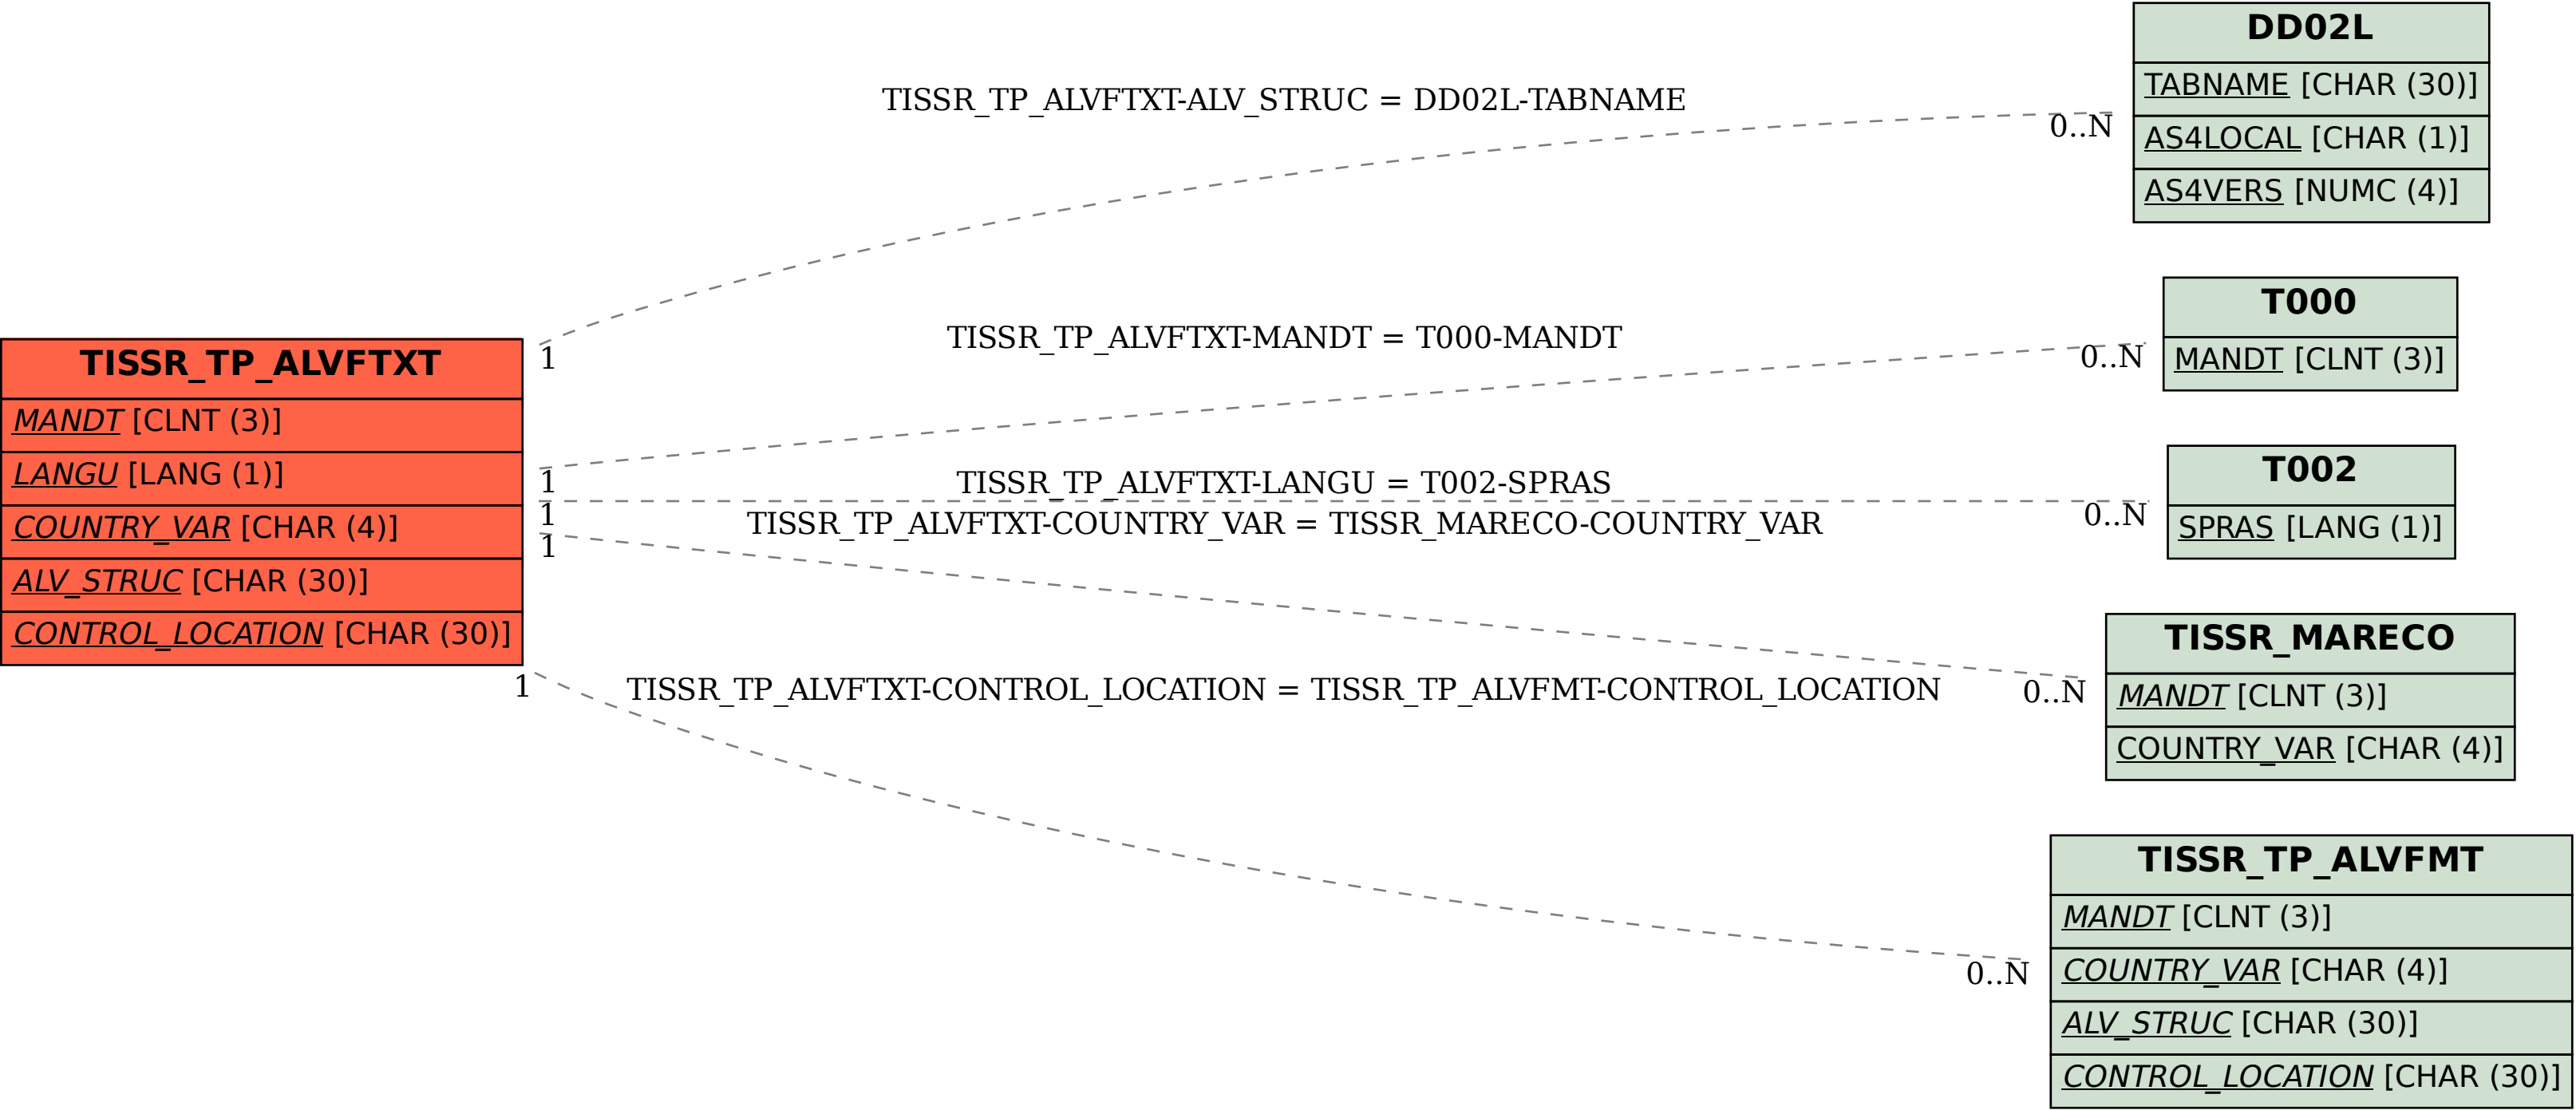 DD02L
TABNAME [CHAR (30)]
AS4LOCAL [CHAR (1)]
AS4VERS [NUMC (4)]
TISSR_TP_ALVFTXT-ALV_STRUC = DD02L-TABNAME
0..N
1
T000
MANDT [CLNT (3)]
TISSR_TP_ALVFTXT-MANDT = T000-MANDT
0..N
1
TISSR_TP_ALVFTXT
MANDT [CLNT (3)]
LANGU [LANG (1)]
COUNTRY_VAR [CHAR (4)]
ALV_STRUC [CHAR (30)]
CONTROL_LOCATION [CHAR (30)]
T002
SPRAS [LANG (1)]
TISSR_TP_ALVFTXT-LANGU = T002-SPRAS
0..N
1
TISSR_TP_ALVFTXT-COUNTRY_VAR = TISSR_MARECO-COUNTRY_VAR
0..N
1
TISSR_MARECO
MANDT [CLNT (3)]
COUNTRY_VAR [CHAR (4)]
TISSR_TP_ALVFTXT-CONTROL_LOCATION = TISSR_TP_ALVFMT-CONTROL_LOCATION
0..N
1
TISSR_TP_ALVFMT
MANDT [CLNT (3)]
COUNTRY_VAR [CHAR (4)]
ALV_STRUC [CHAR (30)]
CONTROL_LOCATION [CHAR (30)]